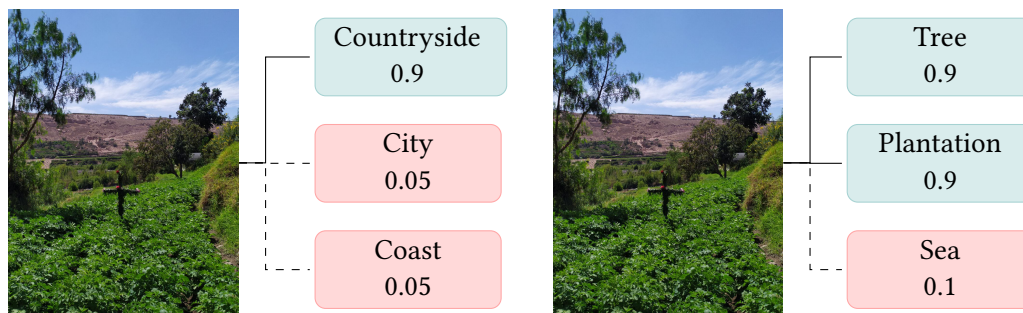 Countryside
0.9
City
0.05
Coast
0.05
Tree
0.9
Plantation
0.9
Sea
0.1